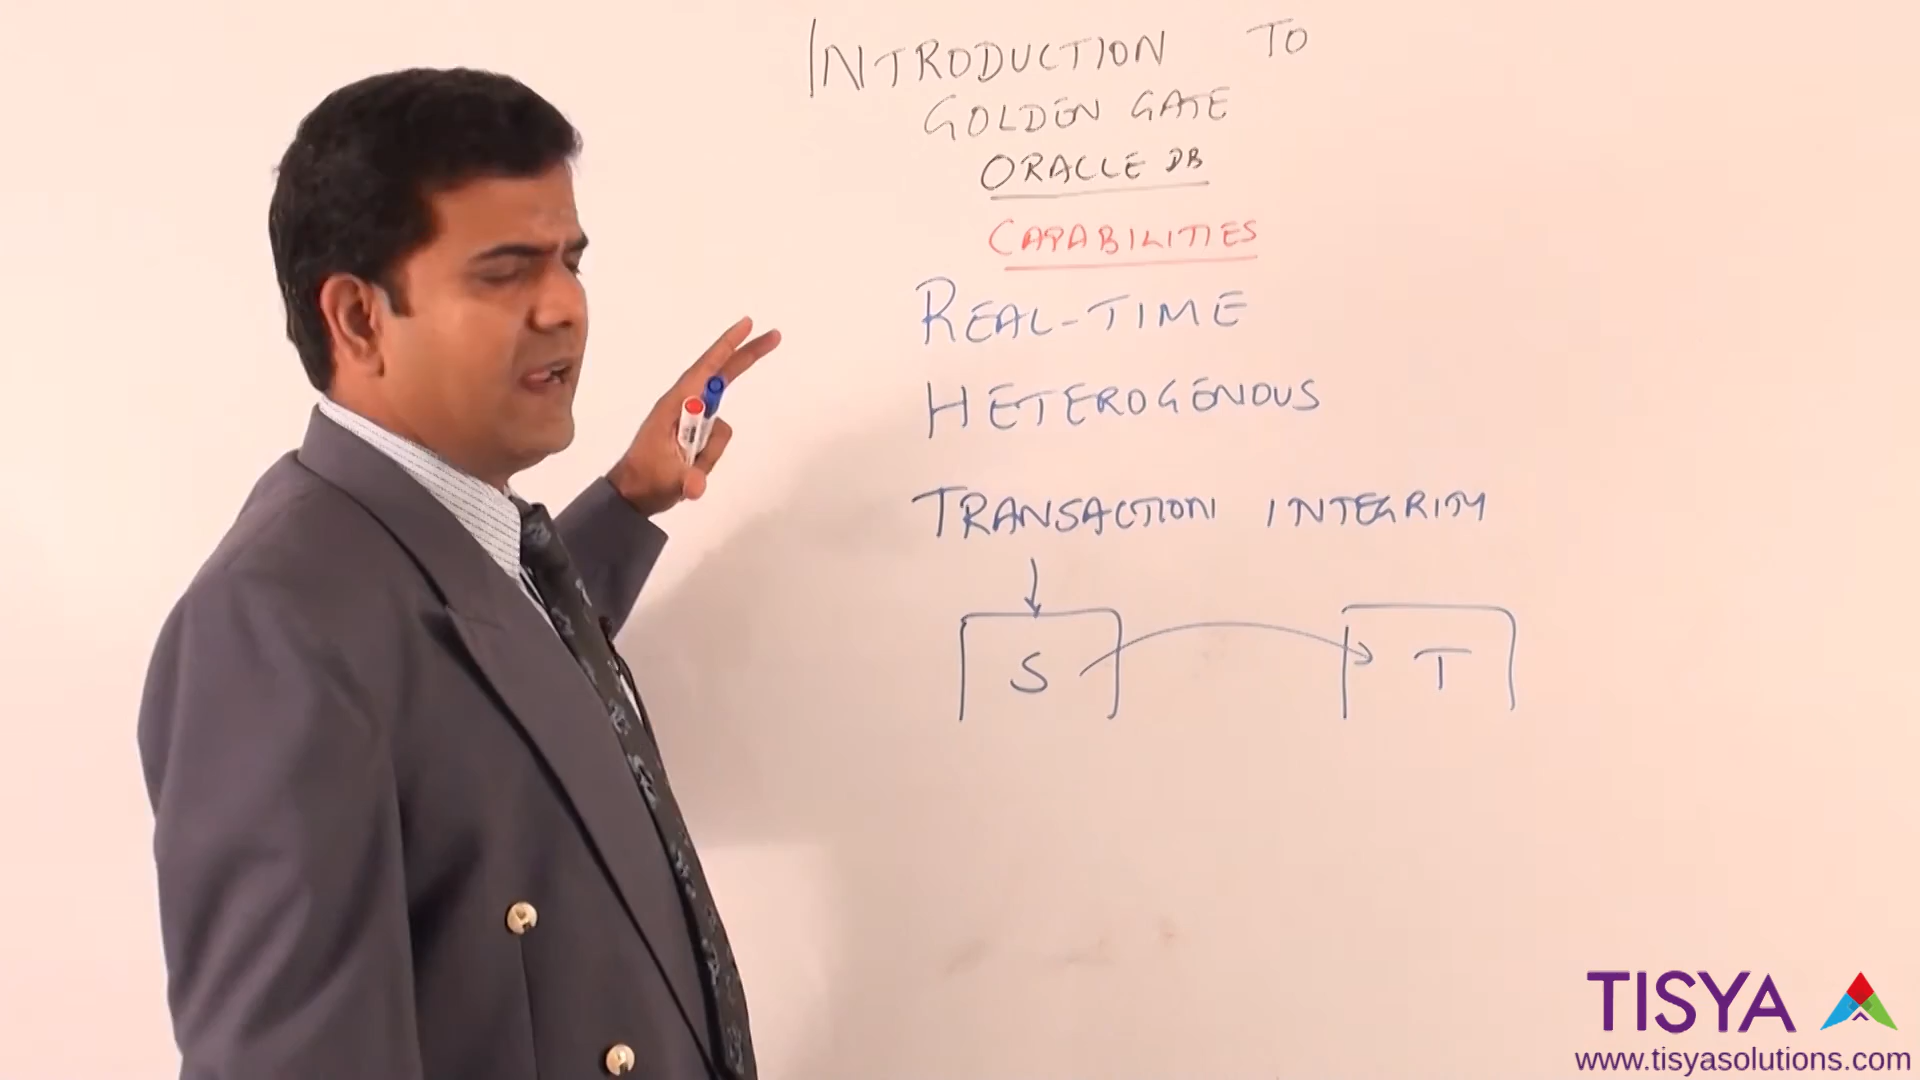 INTRODUCTION TO
GOLDEN GATE
ORACLE DB
CAPABILITIES
REAL-TIME
HETEROGENOUS
TRANSACTION INTEGRITY
S T
TISYA
www.tisyasolutions.com